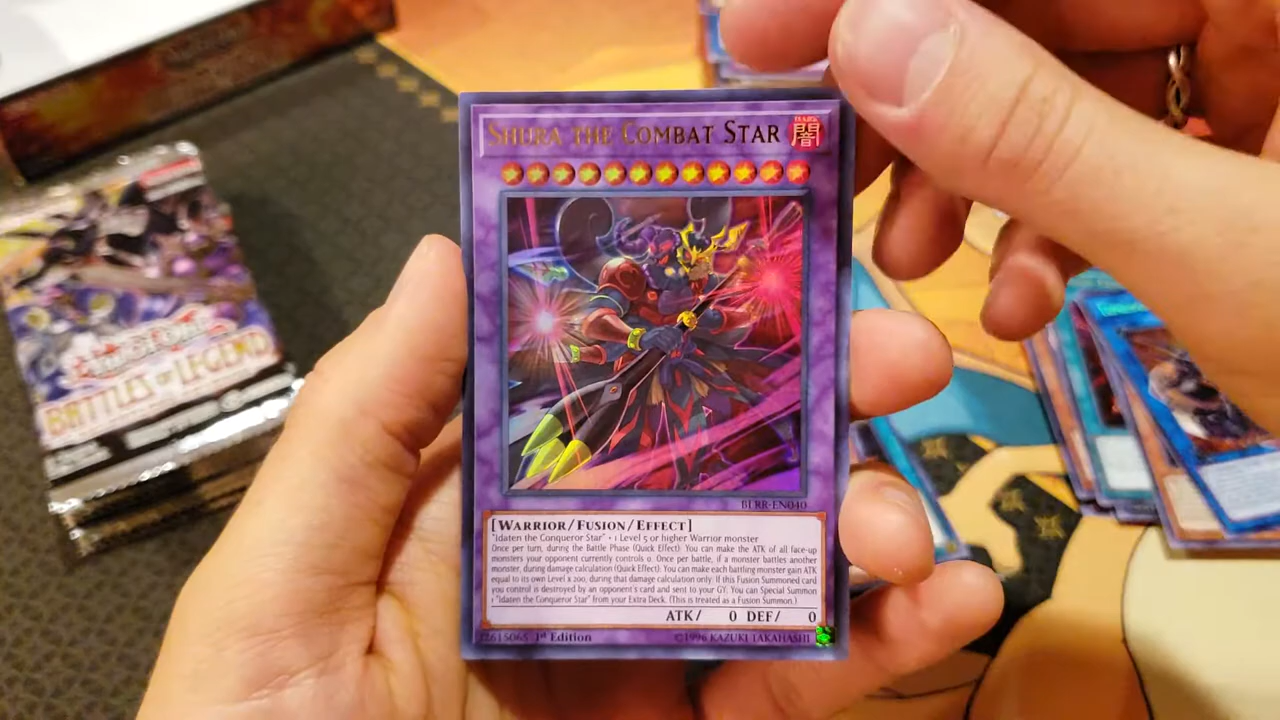 SHURA THE COMBAT STAR
DARK
闇
BLRR-EN040
[WARRIOR/FUSION/EFFECT]
"Idaten the Conqueror Star" + 1 Level 5 or higher Warrior monster
Once per turn, during the Battle Phase (Quick Effect): You can make the ATK of all face-up
monsters your opponent currently controls 0. Once per battle, if a monster battles another
monster, during damage calculation (Quick Effect): You can make each battling monster gain ATK
equal to its own Level x 200, during that damage calculation only. If this Fusion Summoned card
you control is destroyed by an opponent's card and sent to your GY: You can Special Summon
1 "Idaten the Conqueror Star" from your Extra Deck. (This is treated as a Fusion Summon.)
ATK/ 0 DEF/ 0
1st Edition
©1996 KAZUKI TAKAHASHI
BATTLES OF LEGEND